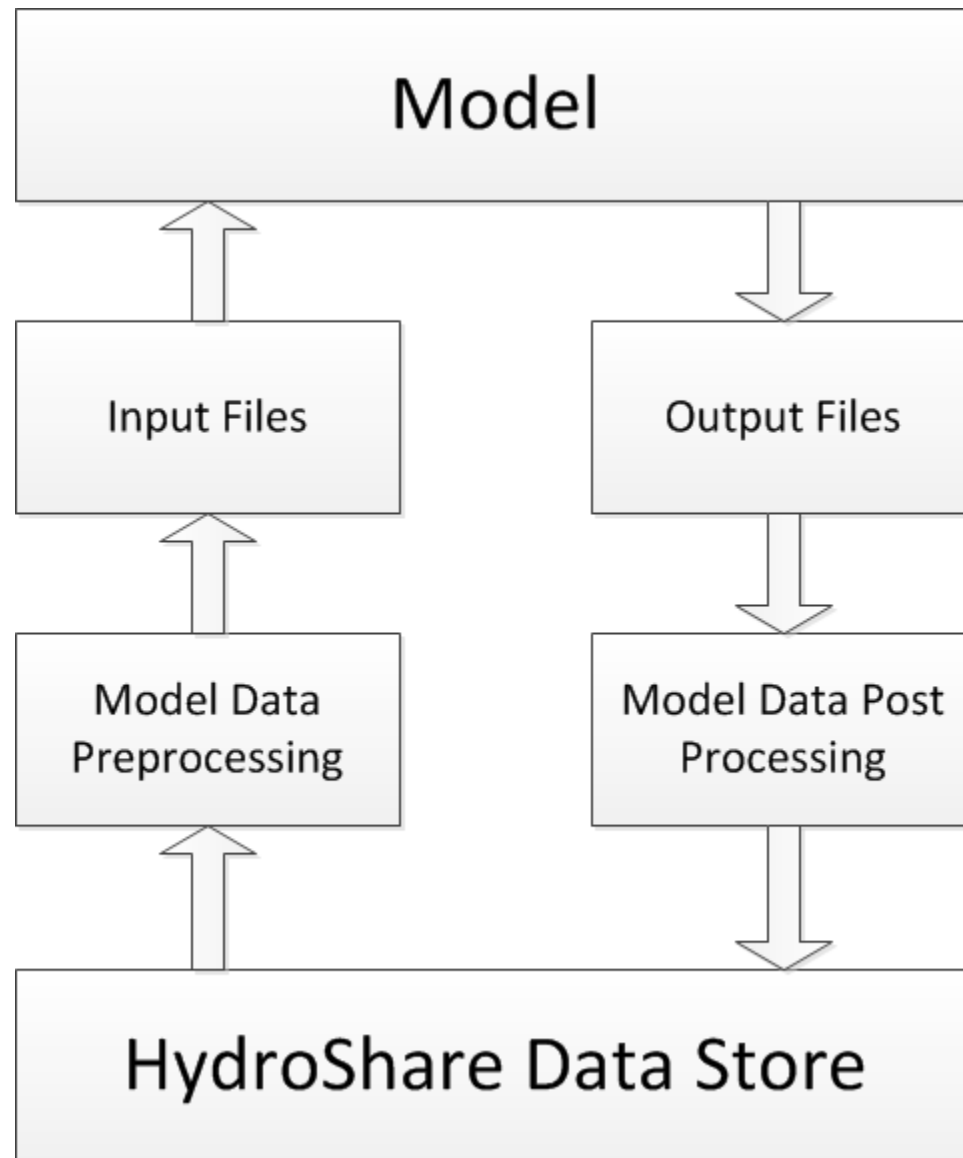 Model
Input Files
Output Files
Model Data
Preprocessing
Model Data Post
Processing
HydroShare Data Store